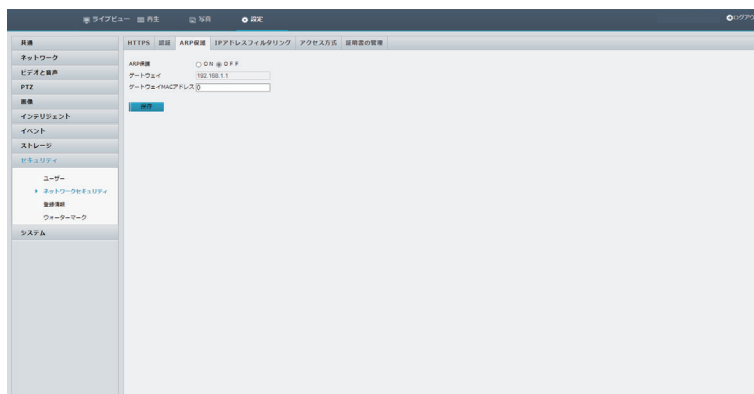 ライブビュー 再生 写真 設定 ログアウ
共通
ネットワーク
ビデオと音声
PTZ
画像
インテリジェント
イベント
ストレージ
セキュリティ
ユーザー
ネットワークセキュリティ
登録情報
ウォーターマーク
システム
HTTPS 認証 ARP保護 IPアドレスフィルタリング アクセス方式 証明書の管理
ARP保護 ON OFF
ゲートウェイ 192.168.1.1
ゲートウェイMACアドレス 0
保存